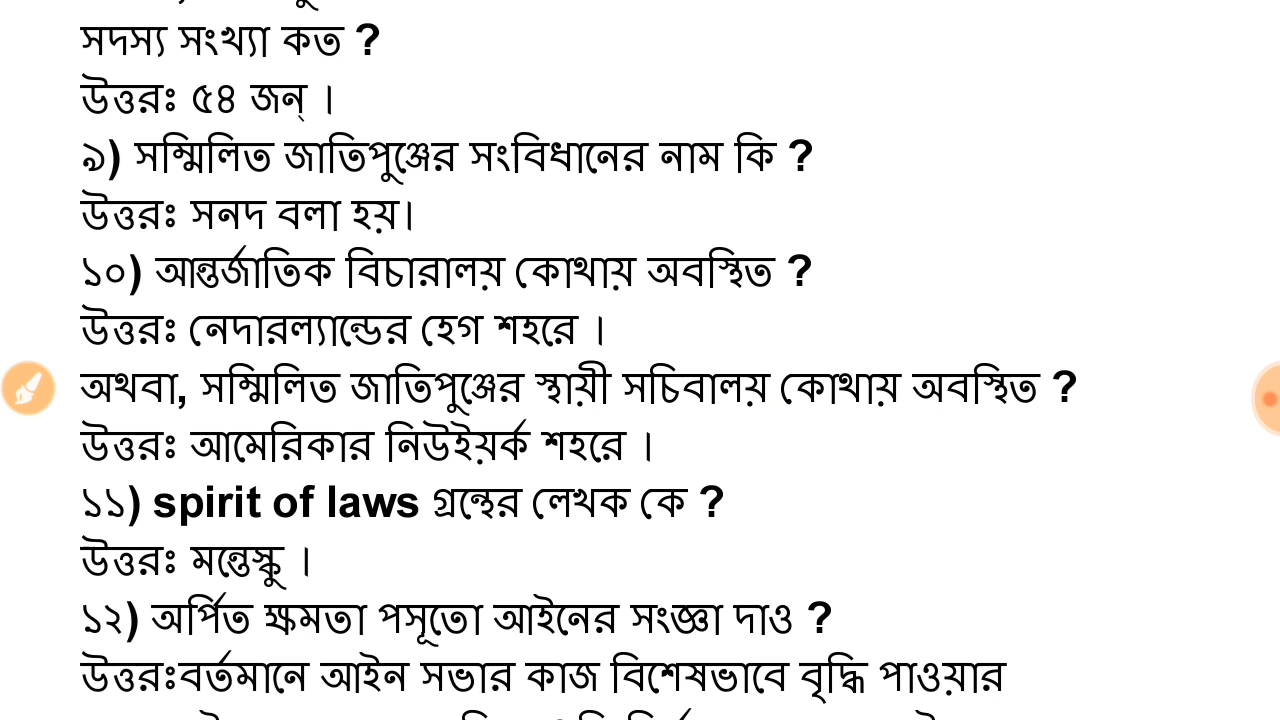 সদস্য সংখ্যা কত ?
উত্তরঃ ৫৪ জন্ ।
৯) সম্মিলিত জাতিপুঞ্জের সংবিধানের নাম কি ?
উত্তরঃ সনদ বলা হয়।
১০) আন্তর্জাতিক বিচারালয় কোথায় অবস্থিত ?
উত্তরঃ নেদারল্যান্ডের হেগ শহরে ।
অথবা, সম্মিলিত জাতিপুঞ্জের স্থায়ী সচিবালয় কোথায় অবস্থিত ?
উত্তরঃ আমেরিকার নিউইয়র্ক শহরে ।
১১) spirit of laws গ্রন্থের লেখক কে ?
উত্তরঃ মন্তেস্কু ।
১২) অর্পিত ক্ষমতা পসূতো আইনের সংজ্ঞা দাও ?
উত্তরঃবর্তমানে আইন সভার কাজ বিশেষভাবে বৃদ্ধি পাওয়ার